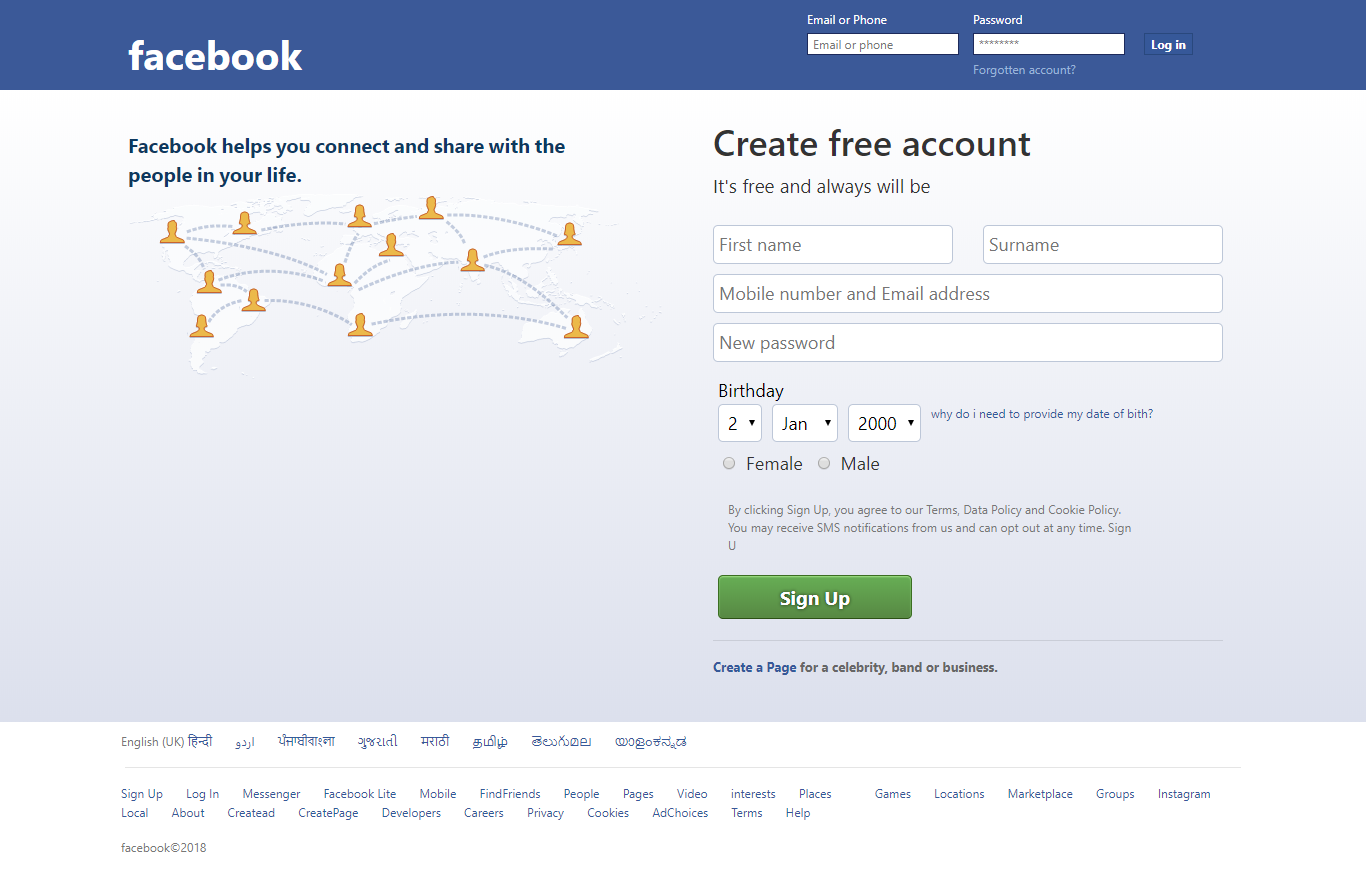 Email or Phone Password
facebook
Email or phone ******** Log in
Forgotten account?
Facebook helps you connect and share with the
people in your life.
Create free account
It's free and always will be
First name Surname
Mobile number and Email address
New password
Birthday
2 Jan 2000 why do i need to provide my date of bith?
Female Male
By clicking Sign Up, you agree to our Terms, Data Policy and Cookie Policy.
You may receive SMS notifications from us and can opt out at any time. Sign
U
Sign Up
Create a Page for a celebrity, band or business.
English (UK) हिन्दी اردو ਪੰਜਾਬੀবাংলা ગુજરાતી मराठी தமிழ் తెలుగుമല യാളംಕನ್ನಡ
Sign Up Log In Messenger Facebook Lite Mobile FindFriends People Pages Video interests Places Games Locations Marketplace Groups Instagram
Local About Createad CreatePage Developers Careers Privacy Cookies AdChoices Terms Help
facebook©2018